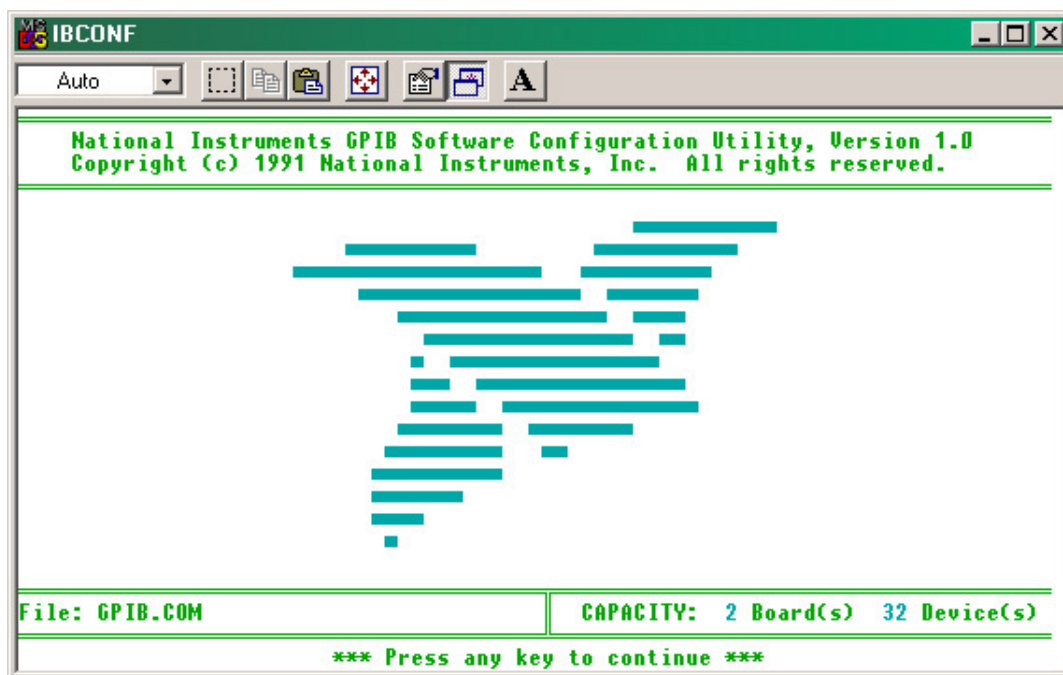 IBCONF
Auto
A
National Instruments GPIB Software Configuration Utility, Version 1.0
Copyright (c) 1991 National Instruments, Inc.  All rights reserved.
File: GPIB.COM
CAPACITY:  2 Board(s)  32 Device(s)
*** Press any key to continue ***